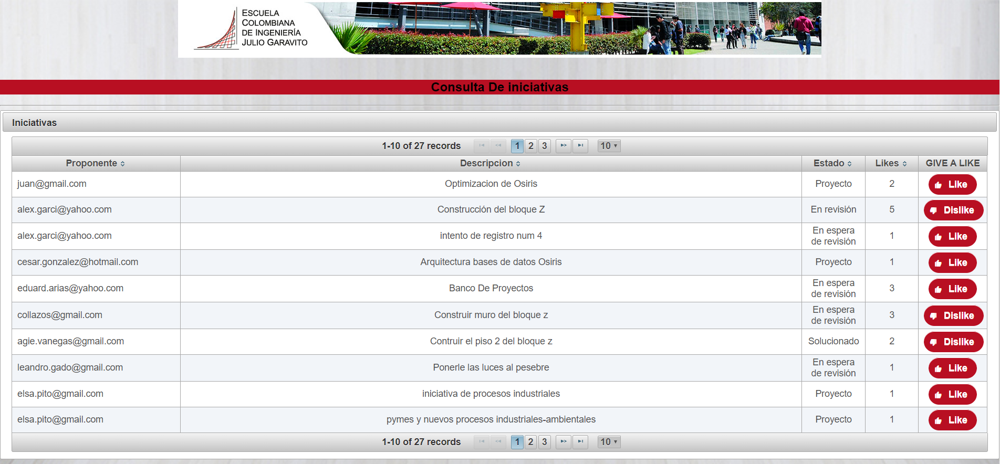 ESCUELA
COLOMBIANA
DE INGENIERÍA
JULIO GARAVITO
Consulta De iniciativas
Iniciativas
1-10 of 27 records 1 2 3 10
Proponente Descripcion Estado Likes GIVE A LIKE
juan@gmail.com Optimizacion de Osiris Proyecto 2 Like
alex.garci@yahoo.com Construcción del bloque Z En revisión 5 Dislike
alex.garci@yahoo.com intento de registro num 4 En espera de revisión 1 Like
cesar.gonzalez@hotmail.com Arquitectura bases de datos Osiris Proyecto 1 Like
eduard.arias@yahoo.com Banco De Proyectos En espera de revisión 3 Like
collazos@gmail.com Construir muro del bloque z En espera de revisión 3 Dislike
agie.vanegas@gmail.com Contruir el piso 2 del bloque z Solucionado 2 Dislike
leandro.gado@gmail.com Ponerle las luces al pesebre En espera de revisión 1 Like
elsa.pito@gmail.com iniciativa de procesos industriales Proyecto 1 Like
elsa.pito@gmail.com pymes y nuevos procesos industriales-ambientales Proyecto 1 Like
1-10 of 27 records 1 2 3 10